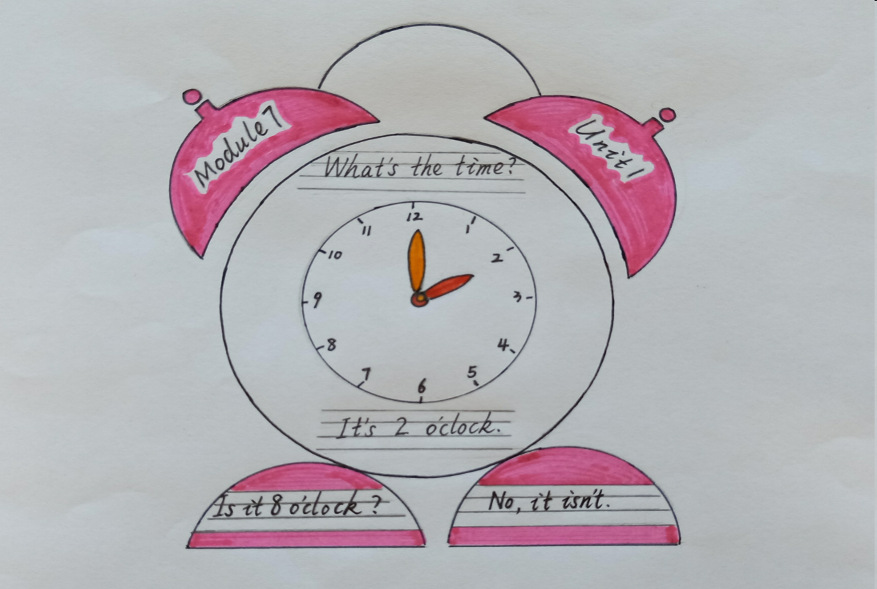 Module 7
Unit 1
What's the time?
12
11
1
10
2
9
3
8
4
7
5
6
It's 2 o'clock.
Is it 8 o'clock?
No, it isn't.